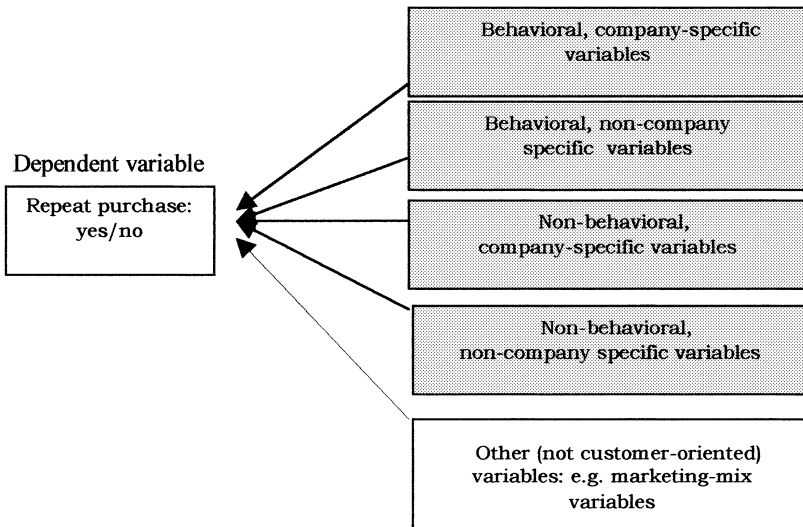 Behavioral, company-specific
variables
Behavioral, non-company
specific variables
Dependent variable
Repeat purchase:
yes/no
Non-behavioral,
company-specific variables
Non-behavioral,
non-company specific variables
Other (not customer-oriented)
variables: e.g. marketing-mix
variables